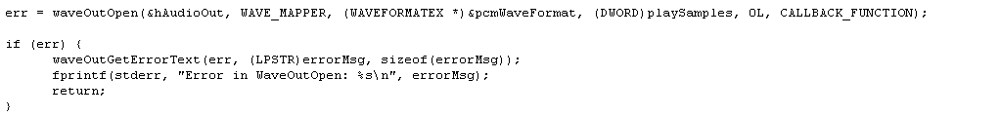 err = waveOutOpen(&hAudioOut, WAVE_MAPPER, (WAVEFORMATEX *)&pcmWaveFormat, (DWORD)playSamples, OL, CALLBACK_FUNCTION);
if (err) {
waveOutGetErrorText(err, (LPSTR)errorMsg, sizeof(errorMsg));
fprintf(stderr, "Error in WaveOutOpen: %s\n", errorMsg);
return;
}